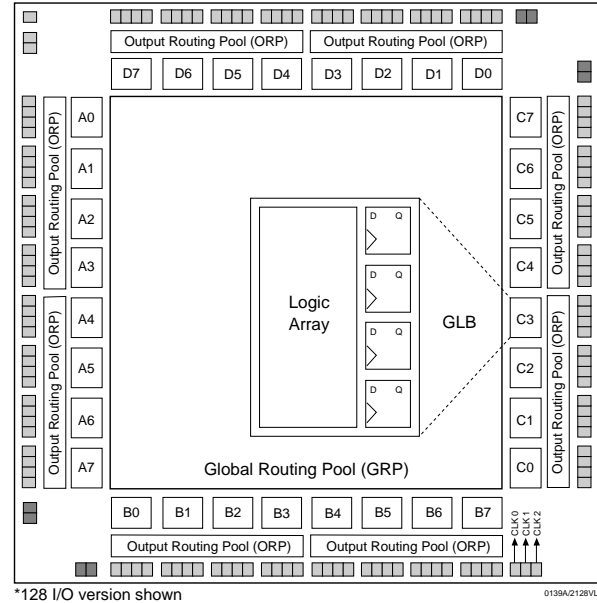 Output Routing Pool (ORP) Output Routing Pool (ORP)
D7 D6 D5 D4 D3 D2 D1 D0
Output Routing Pool (ORP)
Output Routing Pool (ORP)
A0
A1
A2
A3
A4
A5
A6
A7
Logic
Array
D Q
D Q
D Q
D Q
GLB
Global Routing Pool (GRP)
C7
C6
C5
C4
C3
C2
C1
C0
Output Routing Pool (ORP)
Output Routing Pool (ORP)
B0 B1 B2 B3 B4 B5 B6 B7
Output Routing Pool (ORP) Output Routing Pool (ORP)
CLK 0
CLK 1
CLK 2
*128 I/O version shown
0139A/2128VL